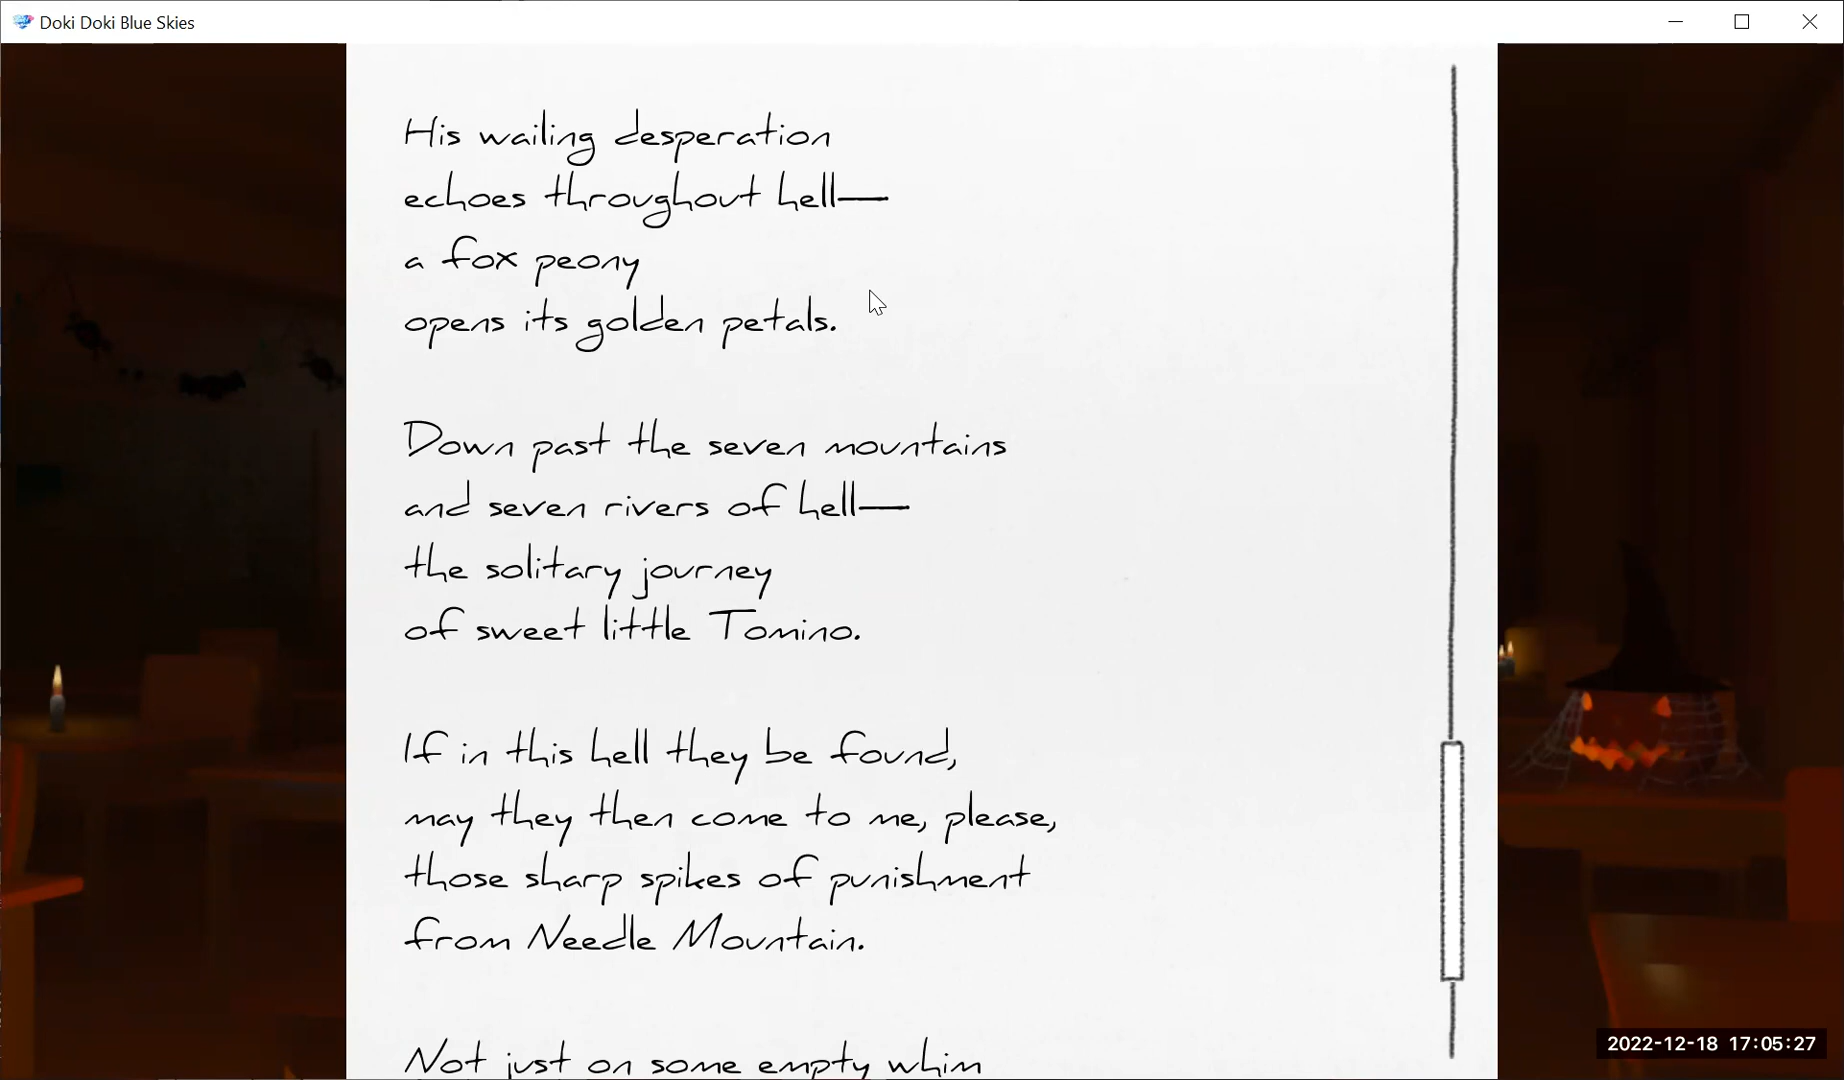 Doki Doki Blue Skies
His wailing desperation
echoes throughout hell—
a fox peony
opens its golden petals.
Down past the seven mountains
and seven rivers of hell—
the solitary journey
of sweet little Tomino.
If in this hell they be found,
may they then come to me, please,
those sharp spikes of punishment
from Needle Mountain.
Not just on some empty whim
2022-12-18 17:05:27